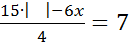 15·|  |−6x / 4 = 7